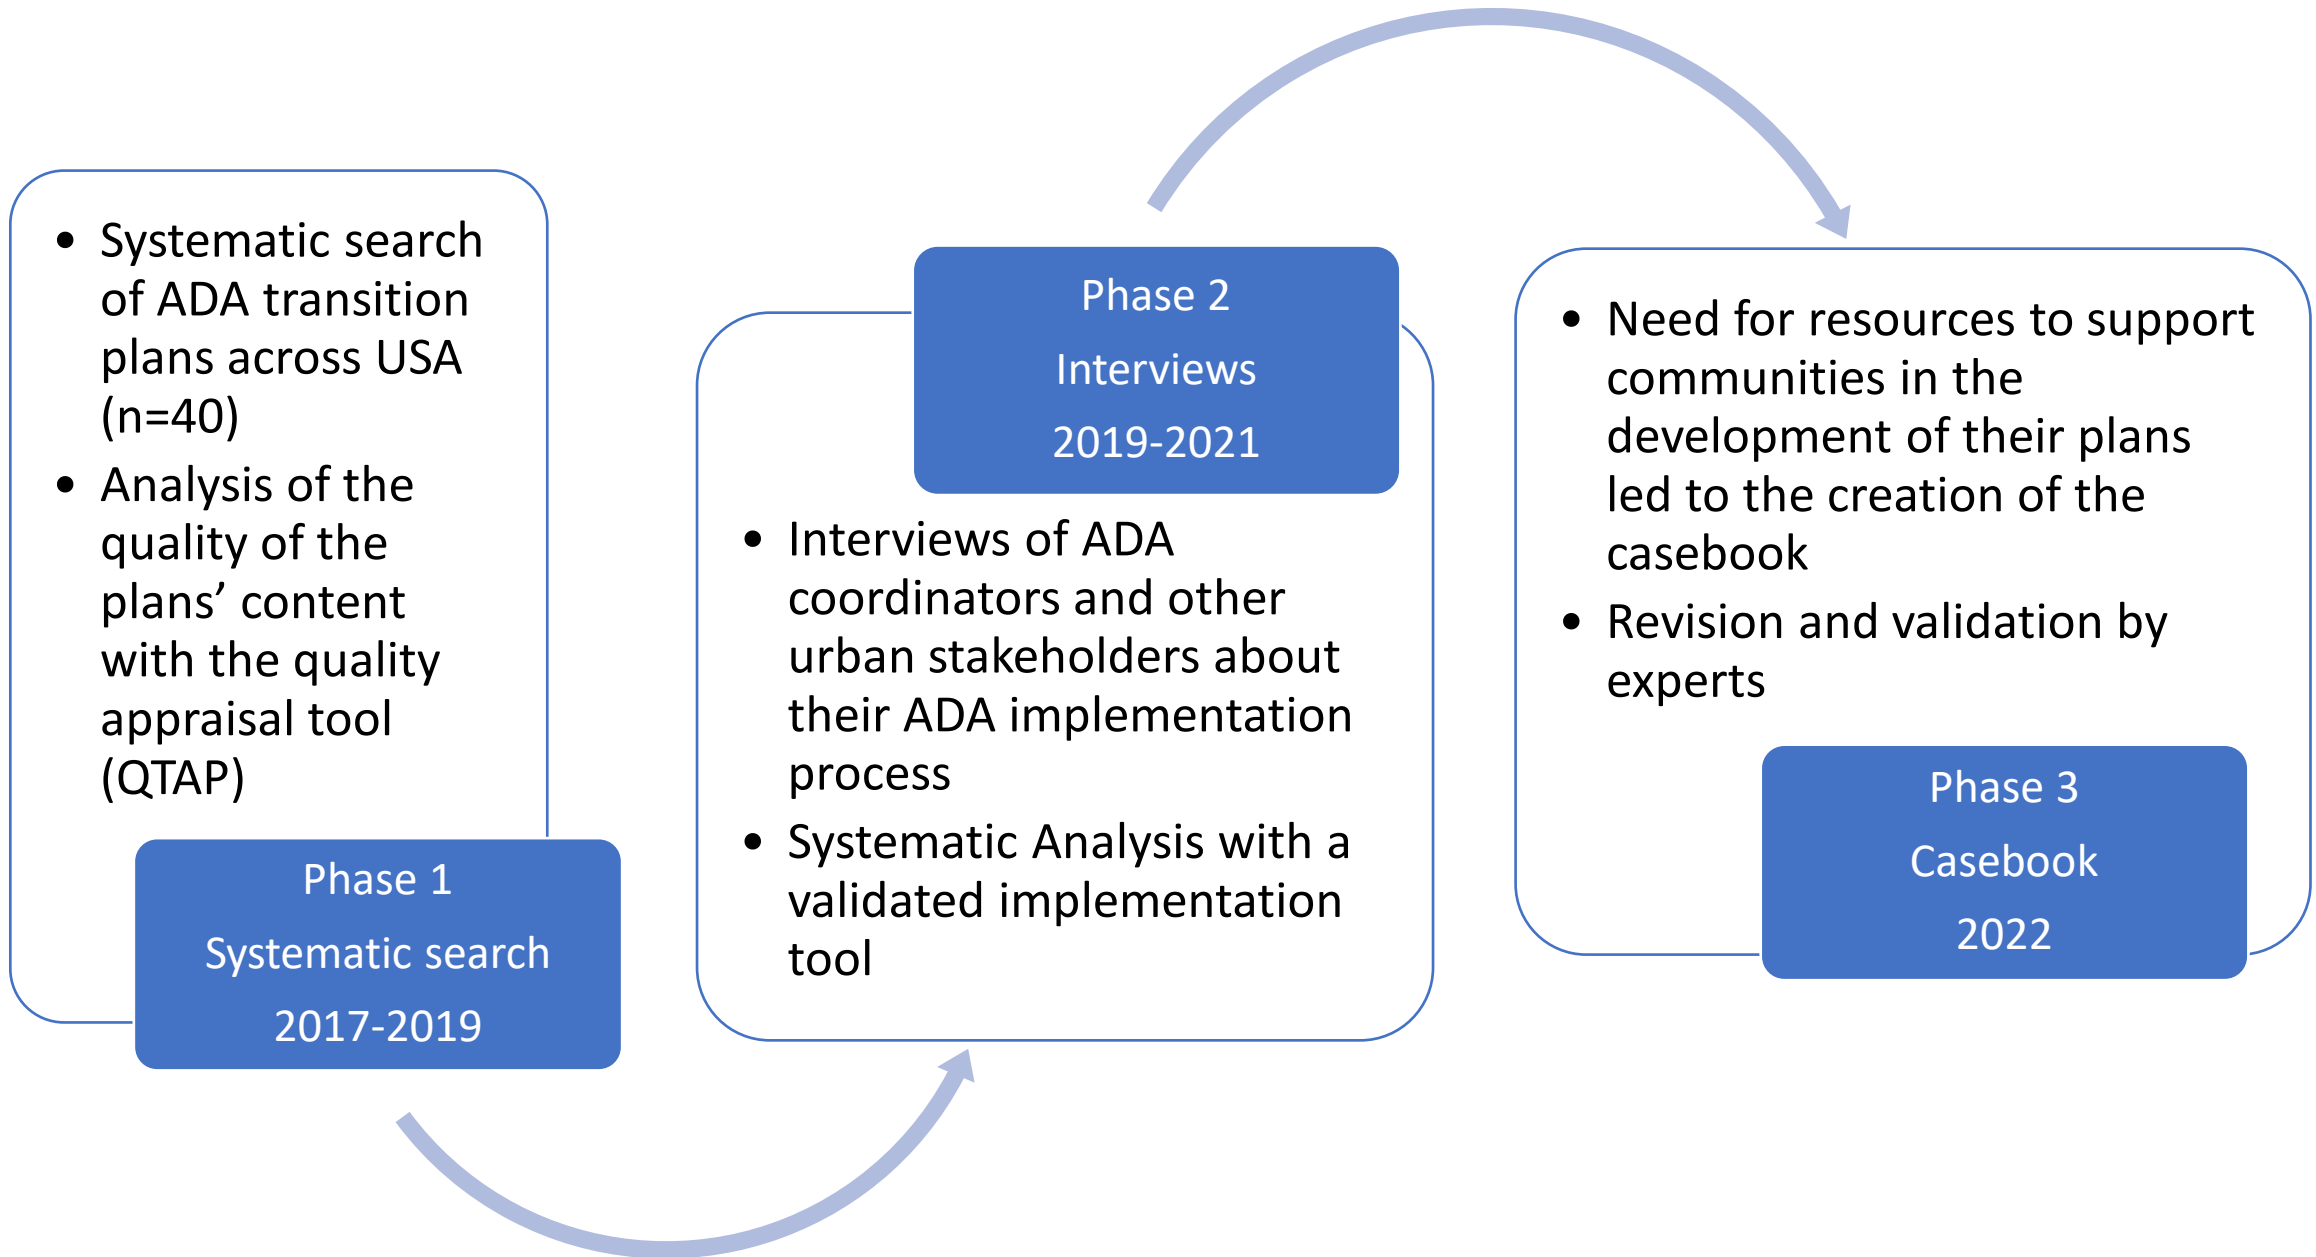 • Systematic search
of ADA transition
plans across USA
(n=40)
• Analysis of the
quality of the
plans’ content
with the quality
appraisal tool
(QTAP)
Phase 1
Systematic search
2017-2019
Phase 2
Interviews
2019-2021
• Interviews of ADA
coordinators and other
urban stakeholders about
their ADA implementation
process
• Systematic Analysis with a
validated implementation
tool
• Need for resources to support
communities in the
development of their plans
led to the creation of the
casebook
• Revision and validation by
experts
Phase 3
Casebook
2022